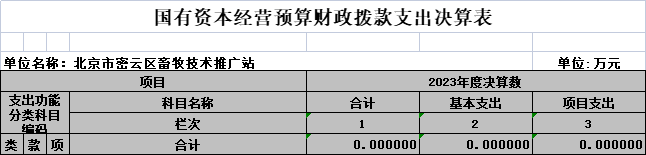 国有资本经营预算财政拨款支出决算表
单位名称：北京市密云区畜牧技术推广站 单位:万元
项目 2023年度决算数
支出功能分类科目编码 科目名称 合计 基本支出 项目支出
栏次 1 2 3
类 款 项 合计 0.000000 0.000000 0.000000